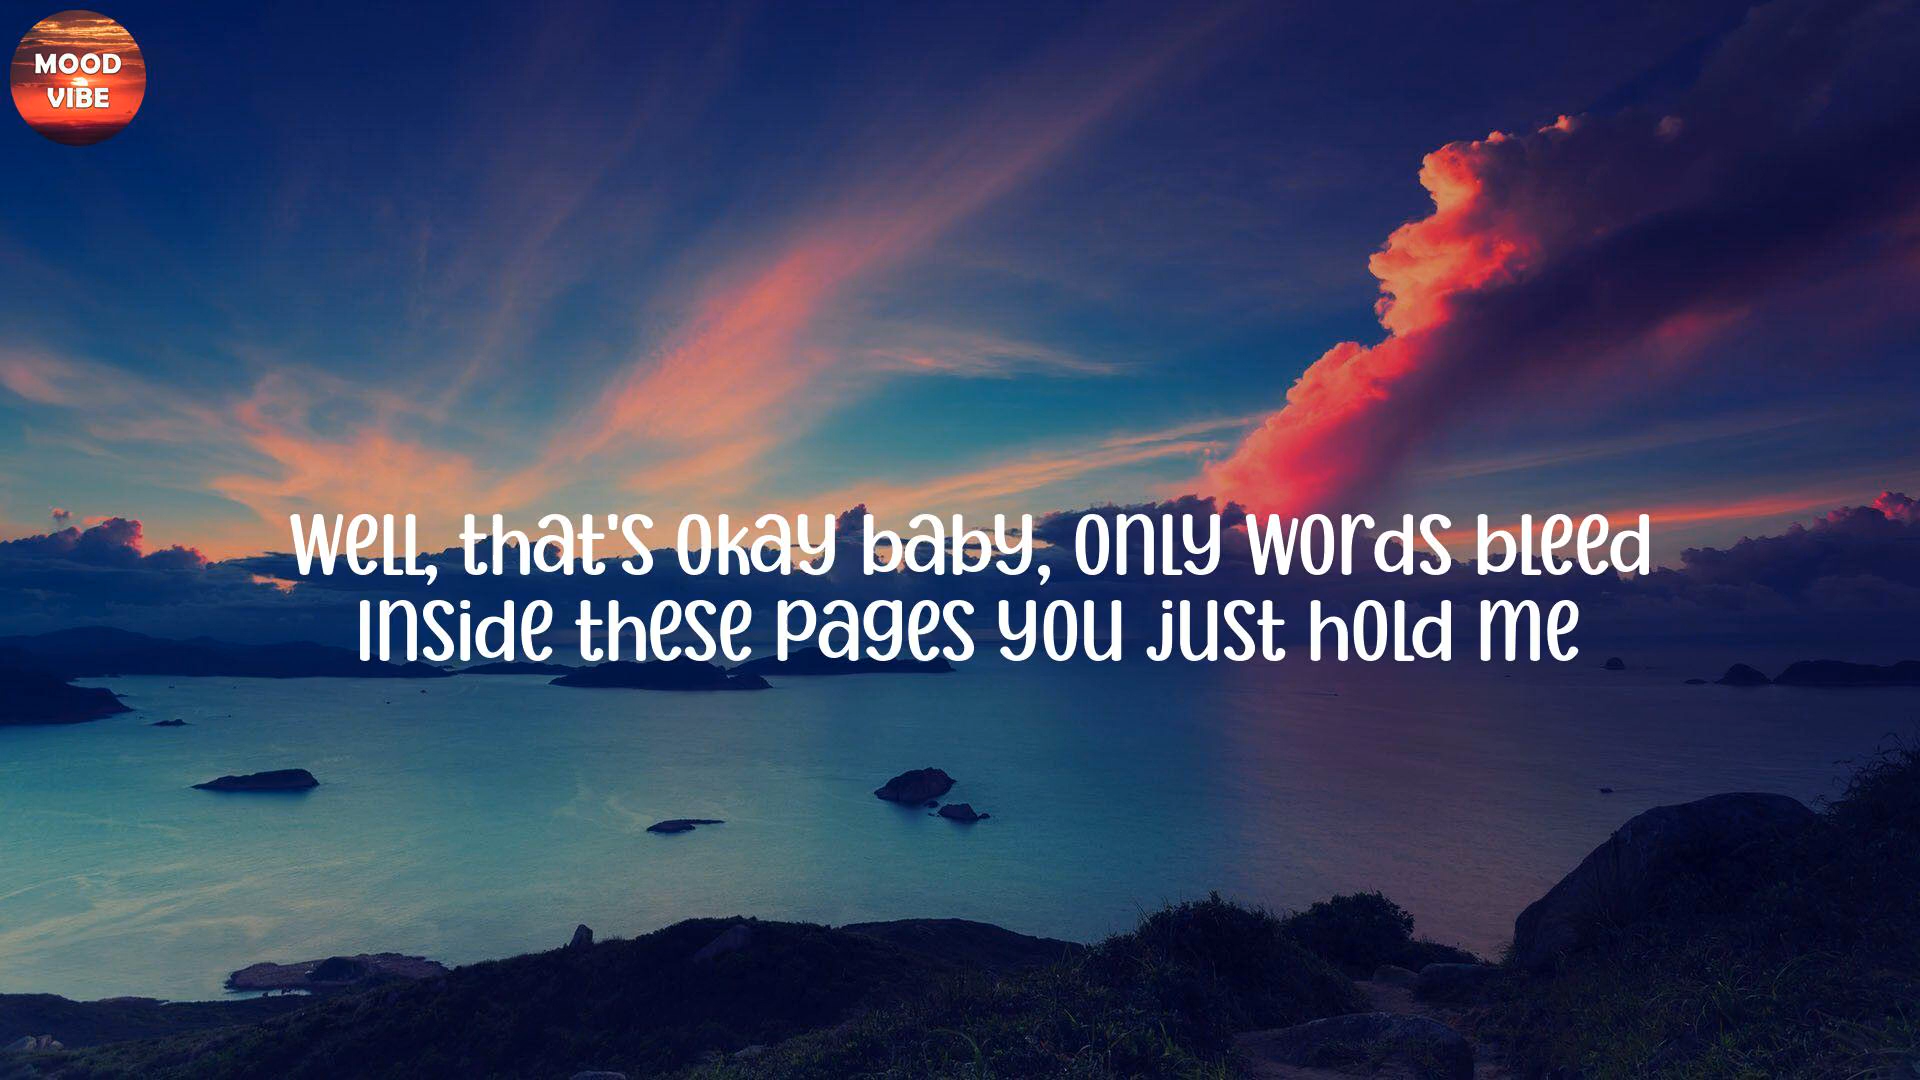 MOOD
VIBE
Well, that's okay baby, only words bleed
Inside these pages you just hold me